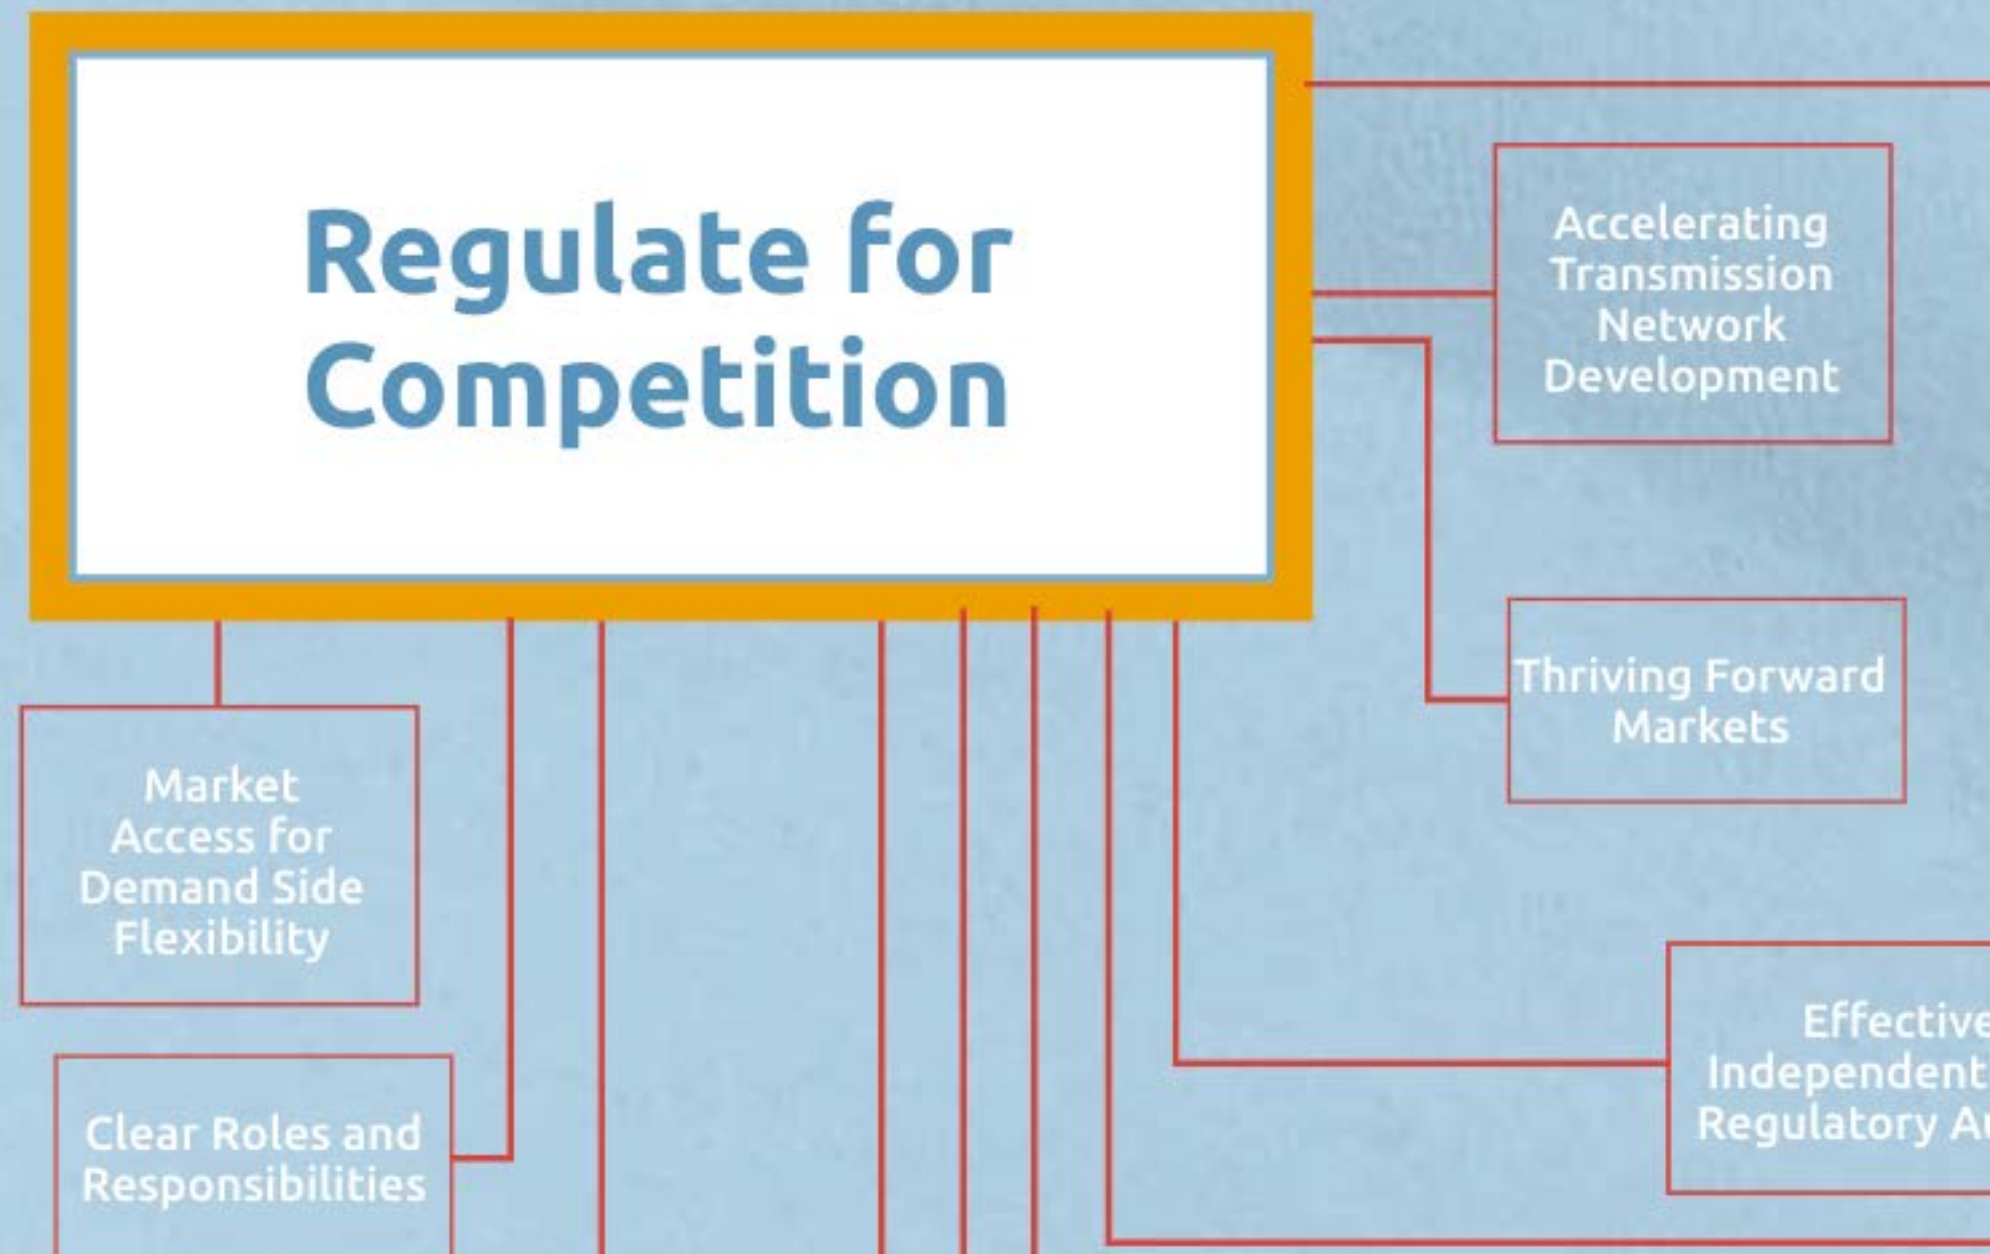 Regulate for
Competition
Accelerating
Transmission
Network
Development
Thriving Forward
Markets
Market
Access for
Demand Side
Flexibility
Effective
Independent
Regulatory
Clear Roles and
Responsibilities